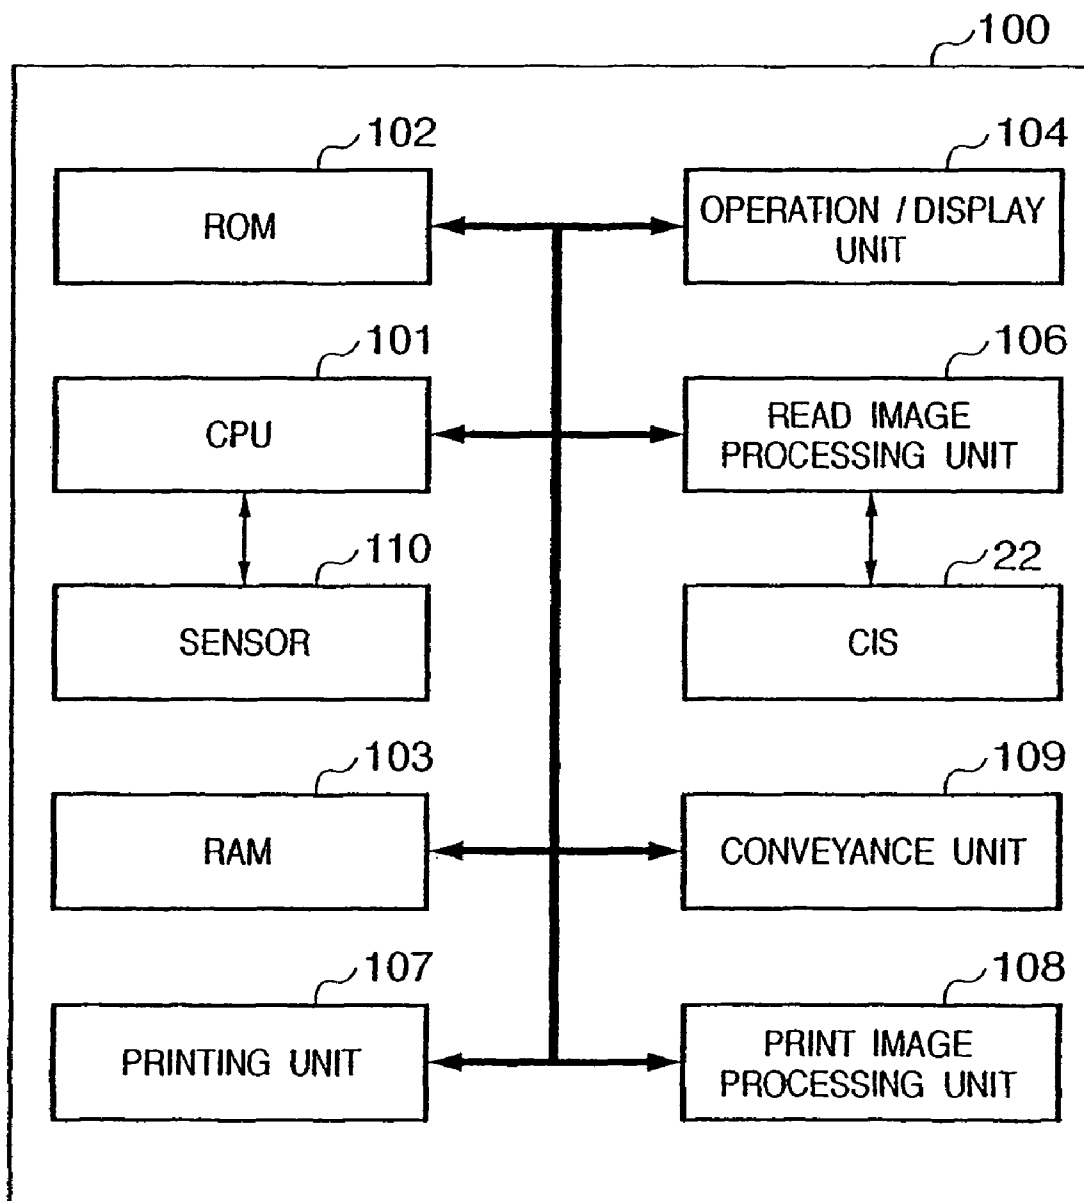 100
102
ROM
104
OPERATION / DISPLAY
UNIT
101
CPU
106
READ IMAGE
PROCESSING UNIT
110
SENSOR
22
CIS
103
RAM
109
CONVEYANCE UNIT
107
PRINTING UNIT
108
PRINT IMAGE
PROCESSING UNIT